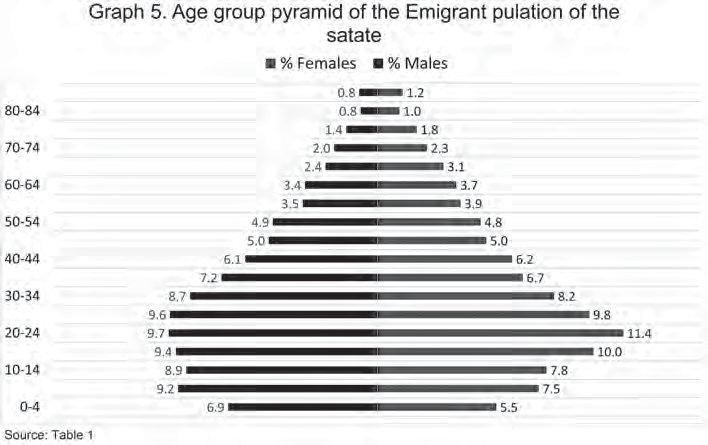 Graph 5. Age group pyramid of the Emigrant pulation of the
satate
% Females % Males
0.8 1.2
80-84 0.8 1.0
1.4 1.8
70-74 2.0 2.3
2.4 3.1
60-64 3.4 3.7
3.5 3.9
50-54 4.9 4.8
5.0 5.0
40-44 6.1 6.2
7.2 6.7
30-34 8.7 8.2
9.6 9.8
20-24 9.7 11.4
9.4 10.0
10-14 8.9 7.8
9.2 7.5
0-4 6.9 5.5
Source: Table 1